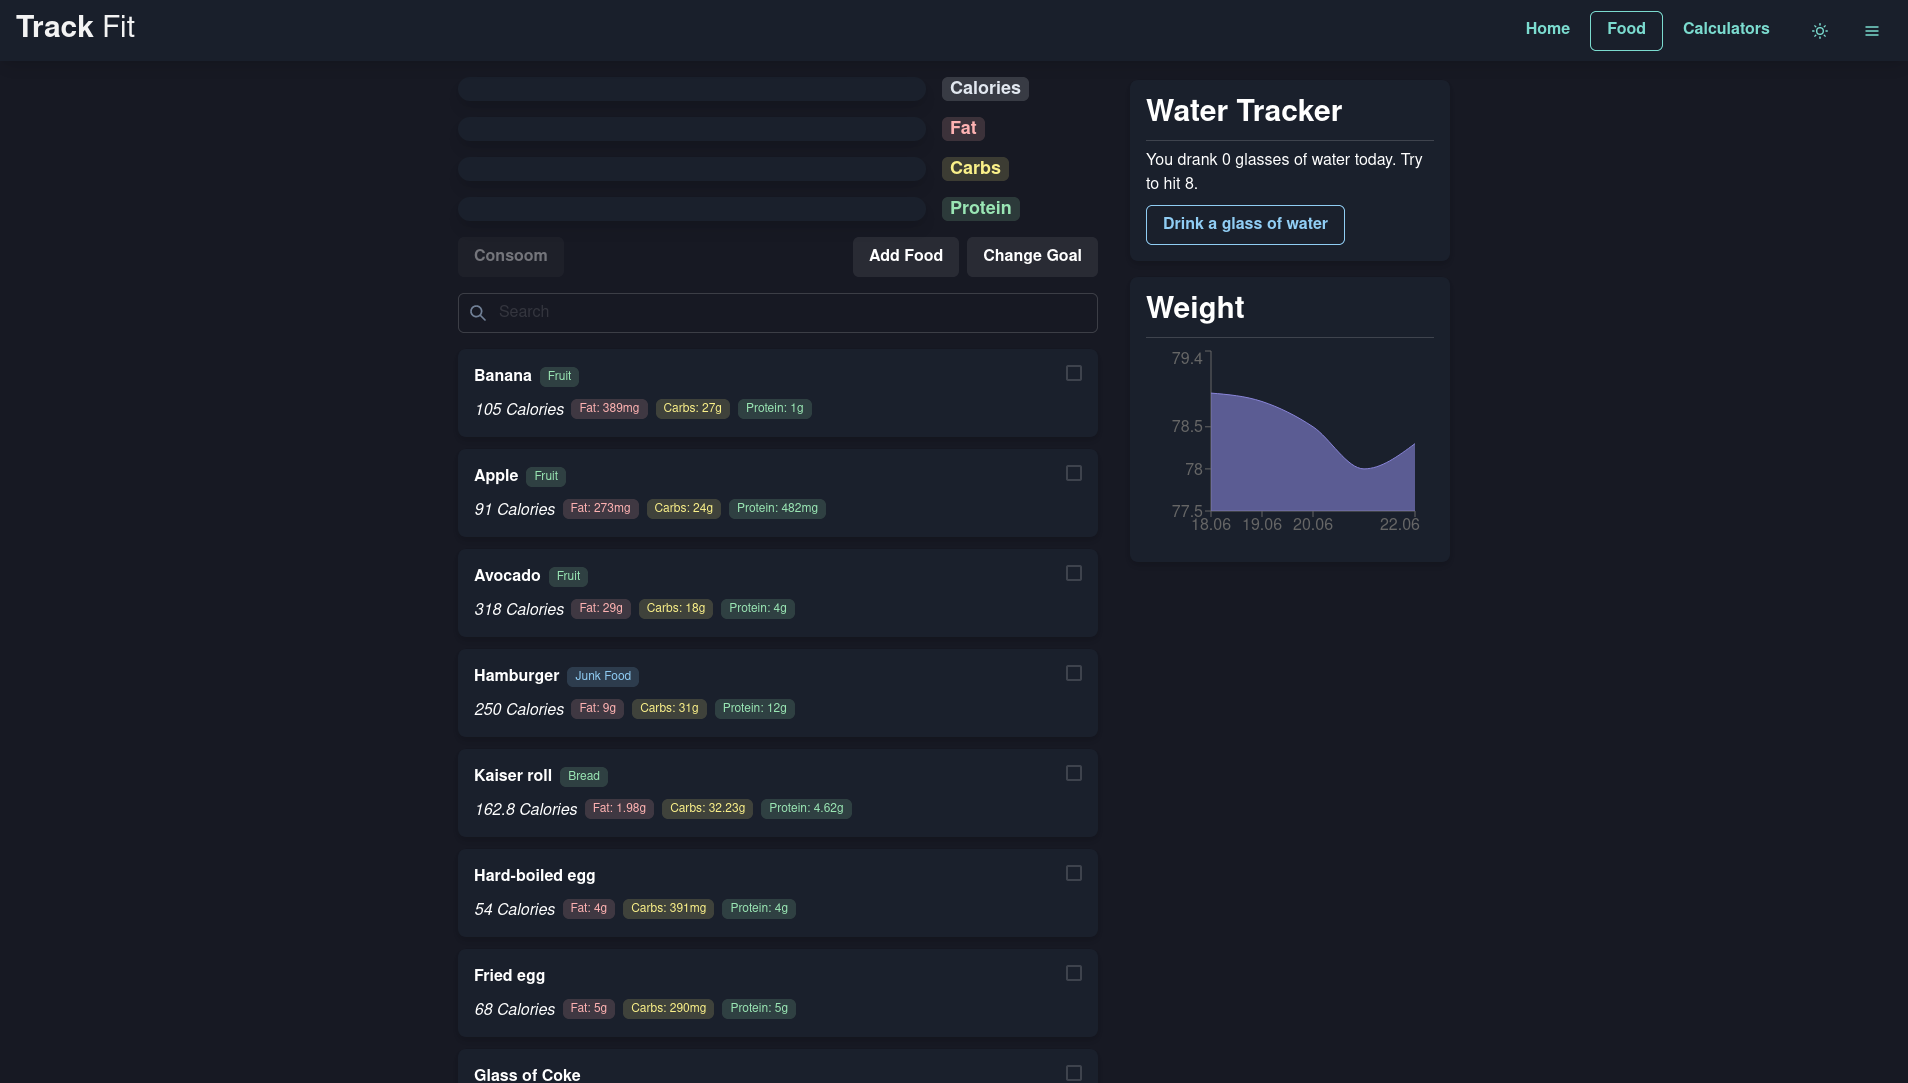 Track Fit
Home Food Calculators
Calories
Fat
Carbs
Protein
Consoom Add Food Change Goal
Search
Banana Fruit
105 Calories Fat: 389mg Carbs: 27g Protein: 1g
Apple Fruit
91 Calories Fat: 273mg Carbs: 24g Protein: 482mg
Avocado Fruit
318 Calories Fat: 29g Carbs: 18g Protein: 4g
Hamburger Junk Food
250 Calories Fat: 9g Carbs: 31g Protein: 12g
Kaiser roll Bread
162.8 Calories Fat: 1.98g Carbs: 32.23g Protein: 4.62g
Hard-boiled egg
54 Calories Fat: 4g Carbs: 391mg Protein: 4g
Fried egg
68 Calories Fat: 5g Carbs: 290mg Protein: 5g
Glass of Coke
Water Tracker
You drank 0 glasses of water today. Try
to hit 8.
Drink a glass of water
Weight
79.4
78.5
78
77.5
18.06 19.06 20.06 22.06